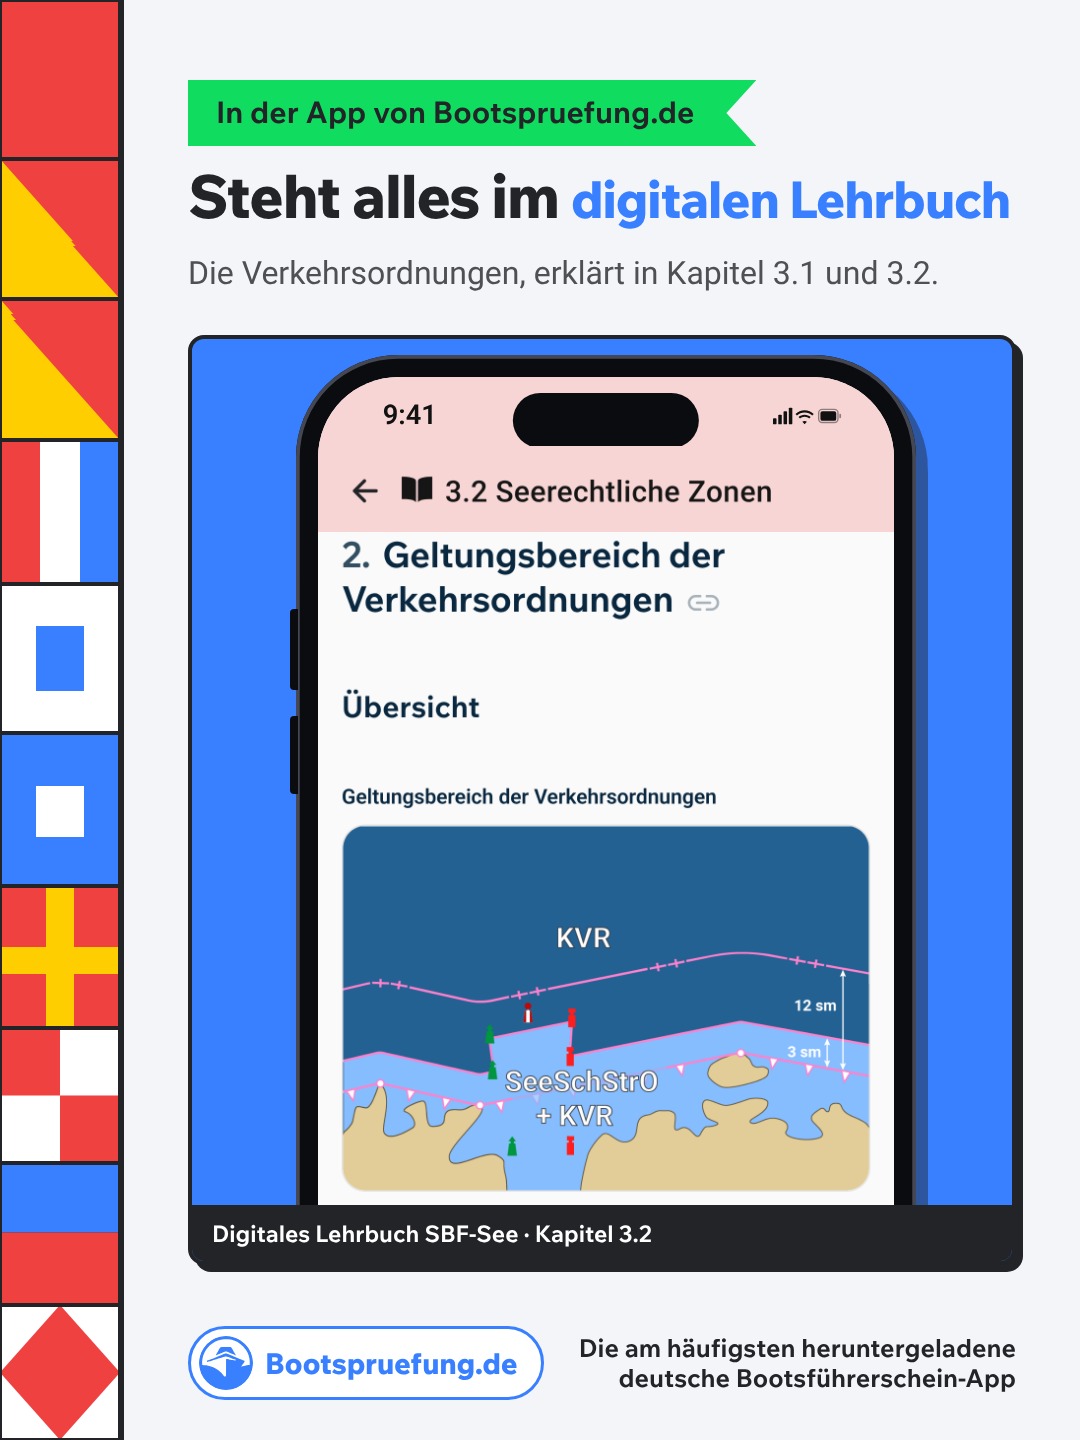 In der App von Bootspruefung.de
Steht alles im digitalen Lehrbuch
Die Verkehrsordnungen, erklärt in Kapitel 3.1 und 3.2.
9:41
3.2 Seerechtliche Zonen
2. Geltungsbereich der
Verkehrsordnungen
Übersicht
Geltungsbereich der Verkehrsordnungen
KVR
12 sm
3 sm
SeeSchStrO
+ KVR
Digitales Lehrbuch SBF-See · Kapitel 3.2
Bootspruefung.de
Die am häufigsten heruntergeladene
deutsche Bootsführerschein-App